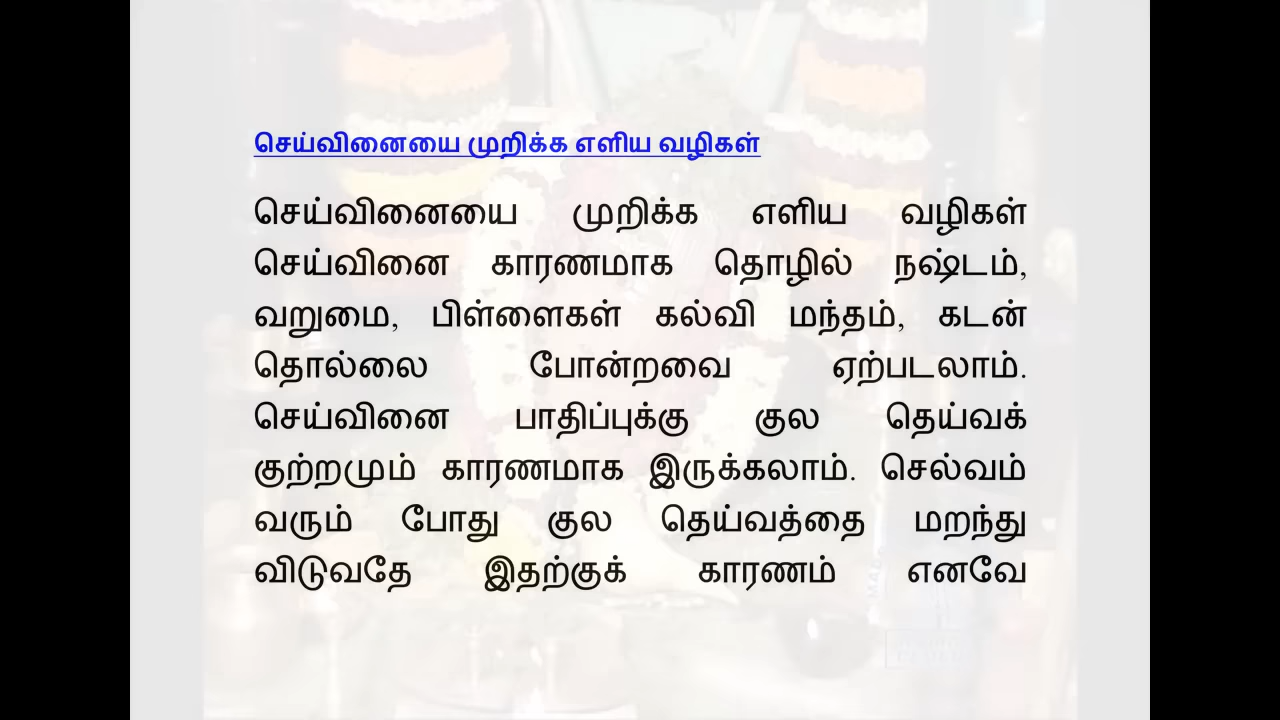 செய்வினையை முறிக்க எளிய வழிகள்
செய்வினையை முறிக்க எளிய வழிகள்
செய்வினை காரணமாக தொழில் நஷ்டம்,
வறுமை, பிள்ளைகள் கல்வி மந்தம், கடன்
தொல்லை போன்றவை ஏற்படலாம்.
செய்வினை பாதிப்புக்கு குல தெய்வக்
குற்றமும் காரணமாக இருக்கலாம். செல்வம்
வரும் போது குல தெய்வத்தை மறந்து
விடுவதே இதற்குக் காரணம் எனவே